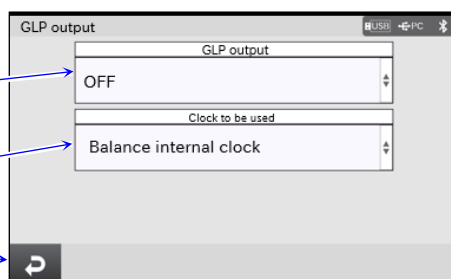 GLP output
USB PC
GLP output
OFF
Clock to be used
Balance internal clock